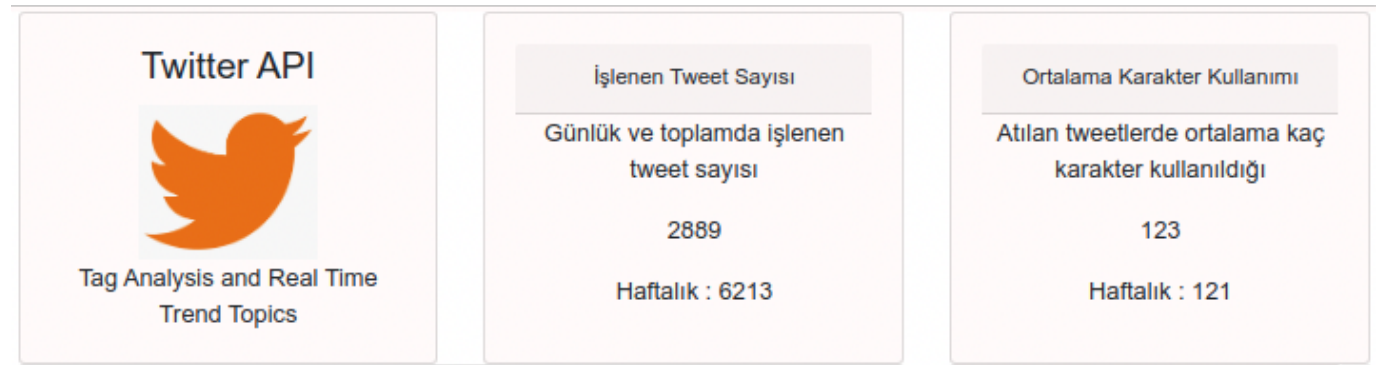 Twitter API
Tag Analysis and Real Time
Trend Topics
İşlenen Tweet Sayısı
Günlük ve toplamda işlenen
tweet sayısı
2889
Haftalık : 6213
Ortalama Karakter Kullanımı
Atılan tweetlerde ortalama kaç
karakter kullanıldığı
123
Haftalık : 121